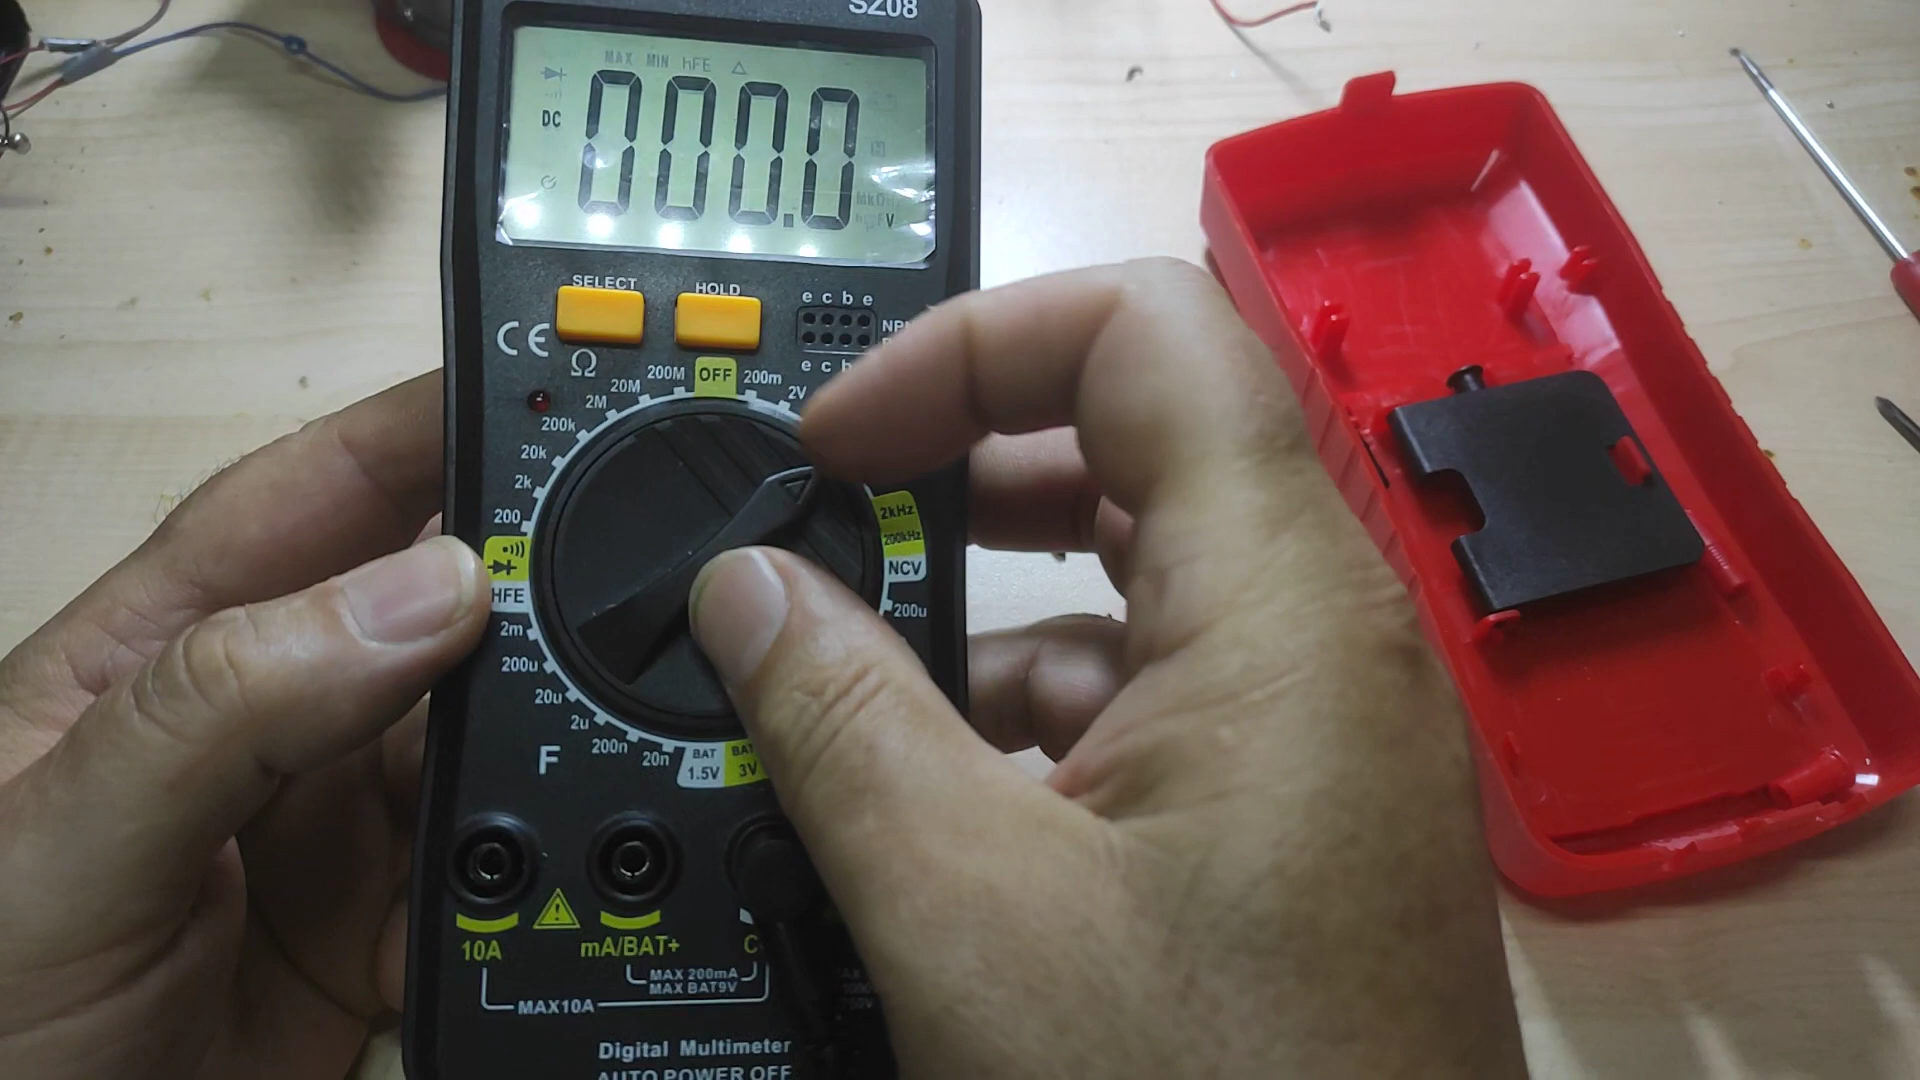 S208
MAX MIN hFE △
DC
000.0
V
SELECT
HOLD
e c b e
CE
Ω
e c b
OFF
200m
2V
200M
20M
2M
200k
20k
2k
200
HFE
2m
200u
20u
2u
200n
20n
F
BAT
1.5V
BAT
3V
2kHz
200kHz
NCV
200u
10A
mA/BAT+
MAX 200mA
MAX BAT9V
MAX10A
Digital Multimeter
AUTO POWER OFF